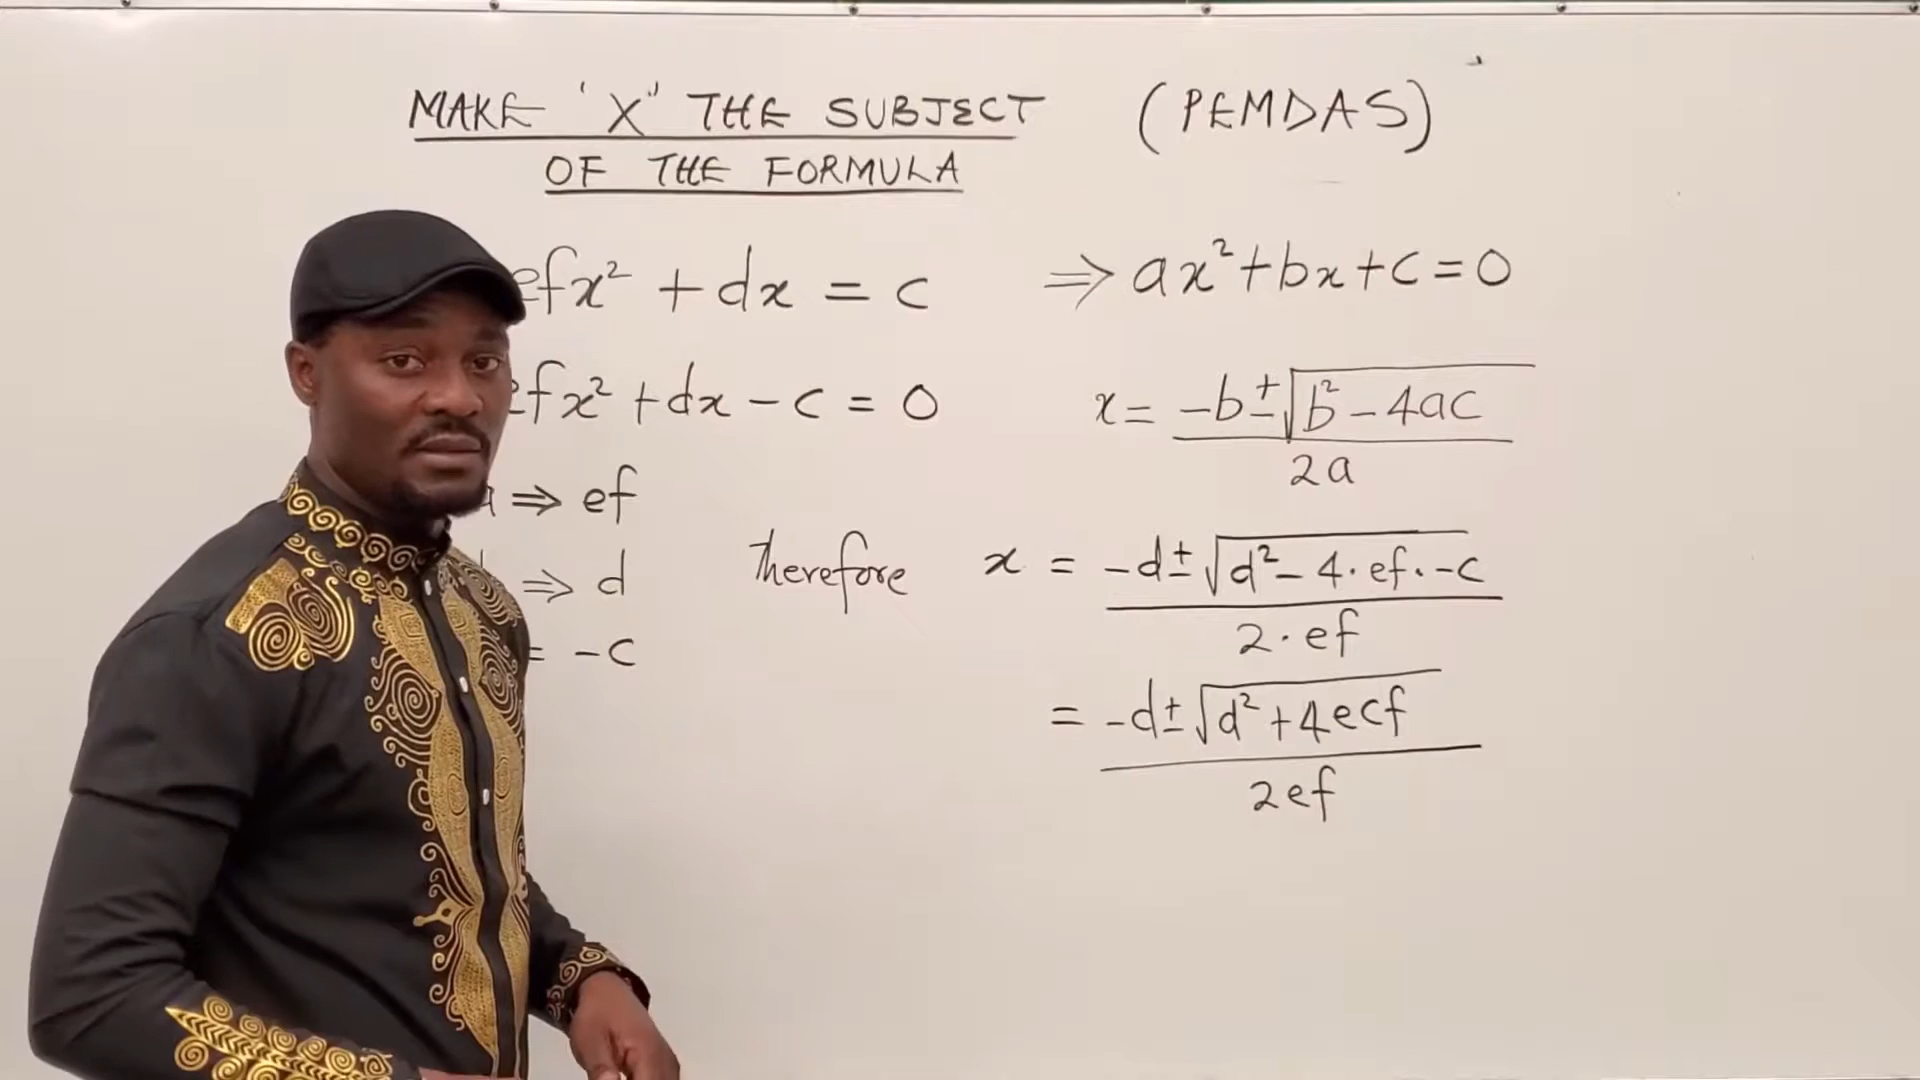 MAKE 'X' THE SUBJECT
OF THE FORMULA
(PEMDAS)
efx² + dx = c
efx² + dx - c = 0
⇒ ef
⇒ d
= -c
⇒ ax² + bx + c = 0
x = (-b ± √(b² - 4ac)) / 2a
therefore x = (-d ± √(d² - 4·ef·-c)) / 2·ef
= (-d ± √(d² + 4ecf)) / 2ef